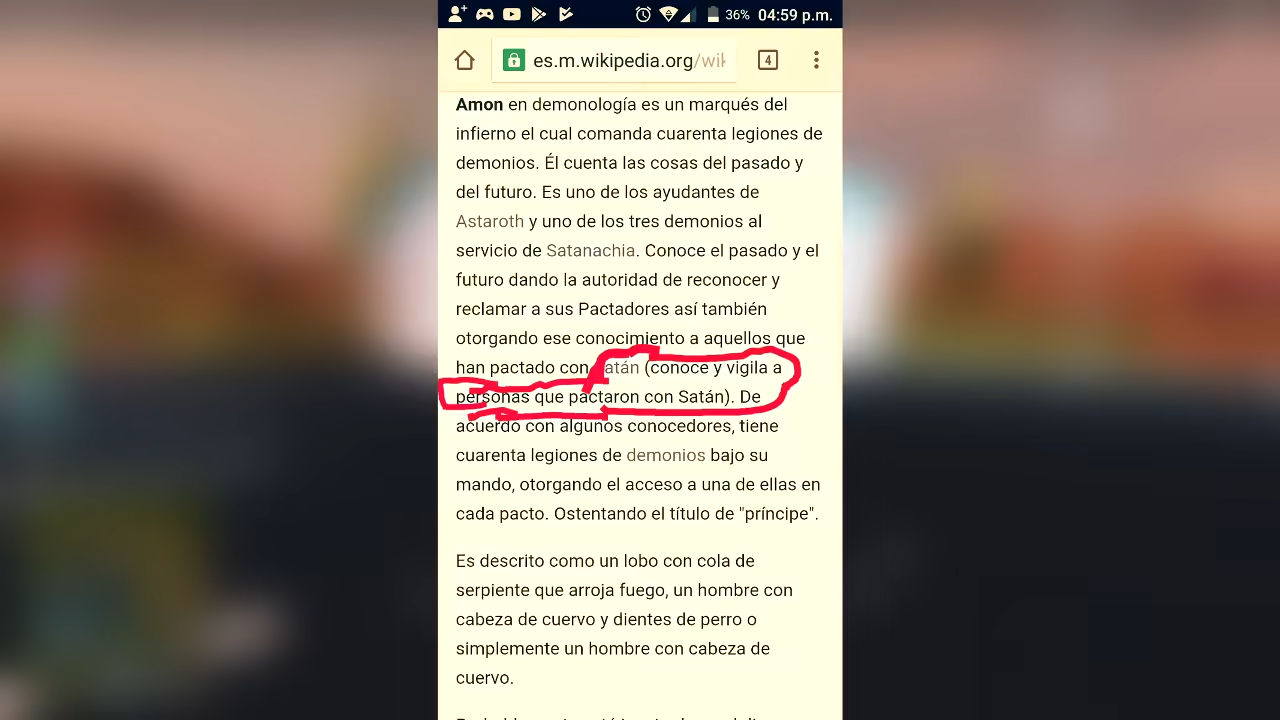 36% 04:59 p.m.
es.m.wikipedia.org/wik
4
Amon en demonología es un marqués del
infierno el cual comanda cuarenta legiones de
demonios. Él cuenta las cosas del pasado y
del futuro. Es uno de los ayudantes de
Astaroth y uno de los tres demonios al
servicio de Satanachia. Conoce el pasado y el
futuro dando la autoridad de reconocer y
reclamar a sus Pactadores así también
otorgando ese conocimiento a aquellos que
han pactado con Satán (conoce y vigila a
personas que pactaron con Satán). De
acuerdo con algunos conocedores, tiene
cuarenta legiones de demonios bajo su
mando, otorgando el acceso a una de ellas en
cada pacto. Ostentando el título de "príncipe".
Es descrito como un lobo con cola de
serpiente que arroja fuego, un hombre con
cabeza de cuervo y dientes de perro o
simplemente un hombre con cabeza de
cuervo.